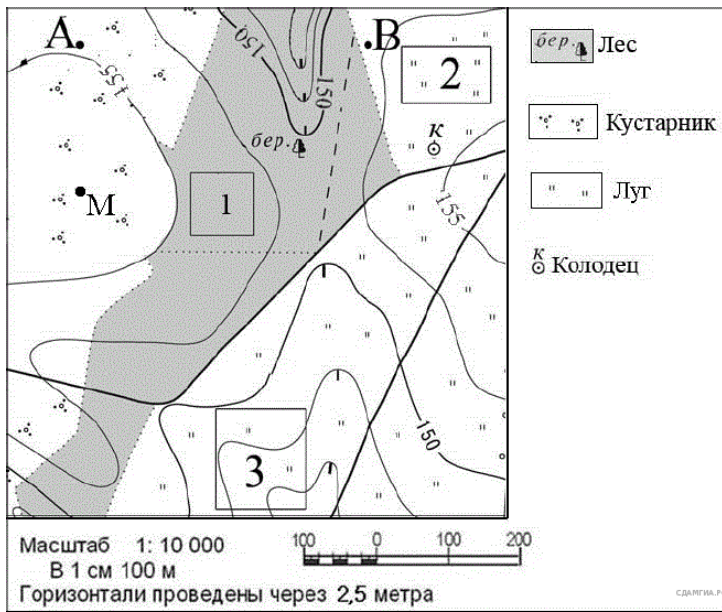 A B
бер. Лес
150
2
155
150
бер.
к
Кустарник
M
1
155
Луг
к Колодец
150
3
Масштаб 1: 10 000
В 1 см 100 м
100 0 100 200
Горизонтали проведены через 2,5 метра
СДАМГИА.Р